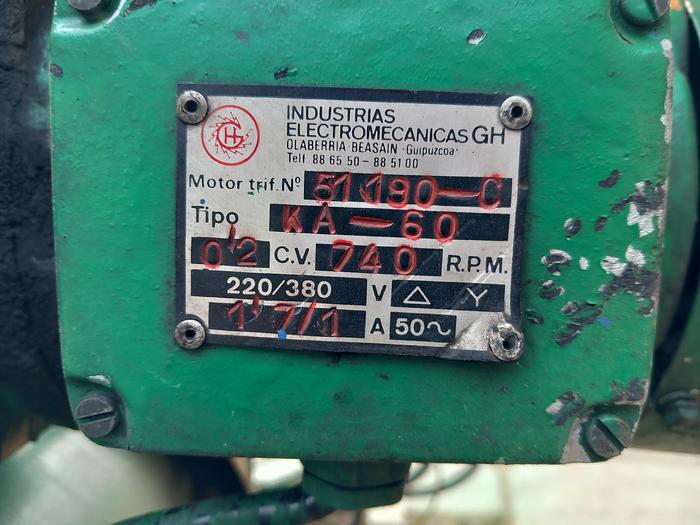 INDUSTRIAS
ELECTROMECANICAS GH
OLABERRIA-BEASAIN ·Guipuzcoa·
Telf 88 65 50 - 88 51 00
Motor trif. Nº 51190-C
Tipo KA-60
0'2 C.V. 740 R.P.M.
220/380 V △ Y
1'7/1 A 50~